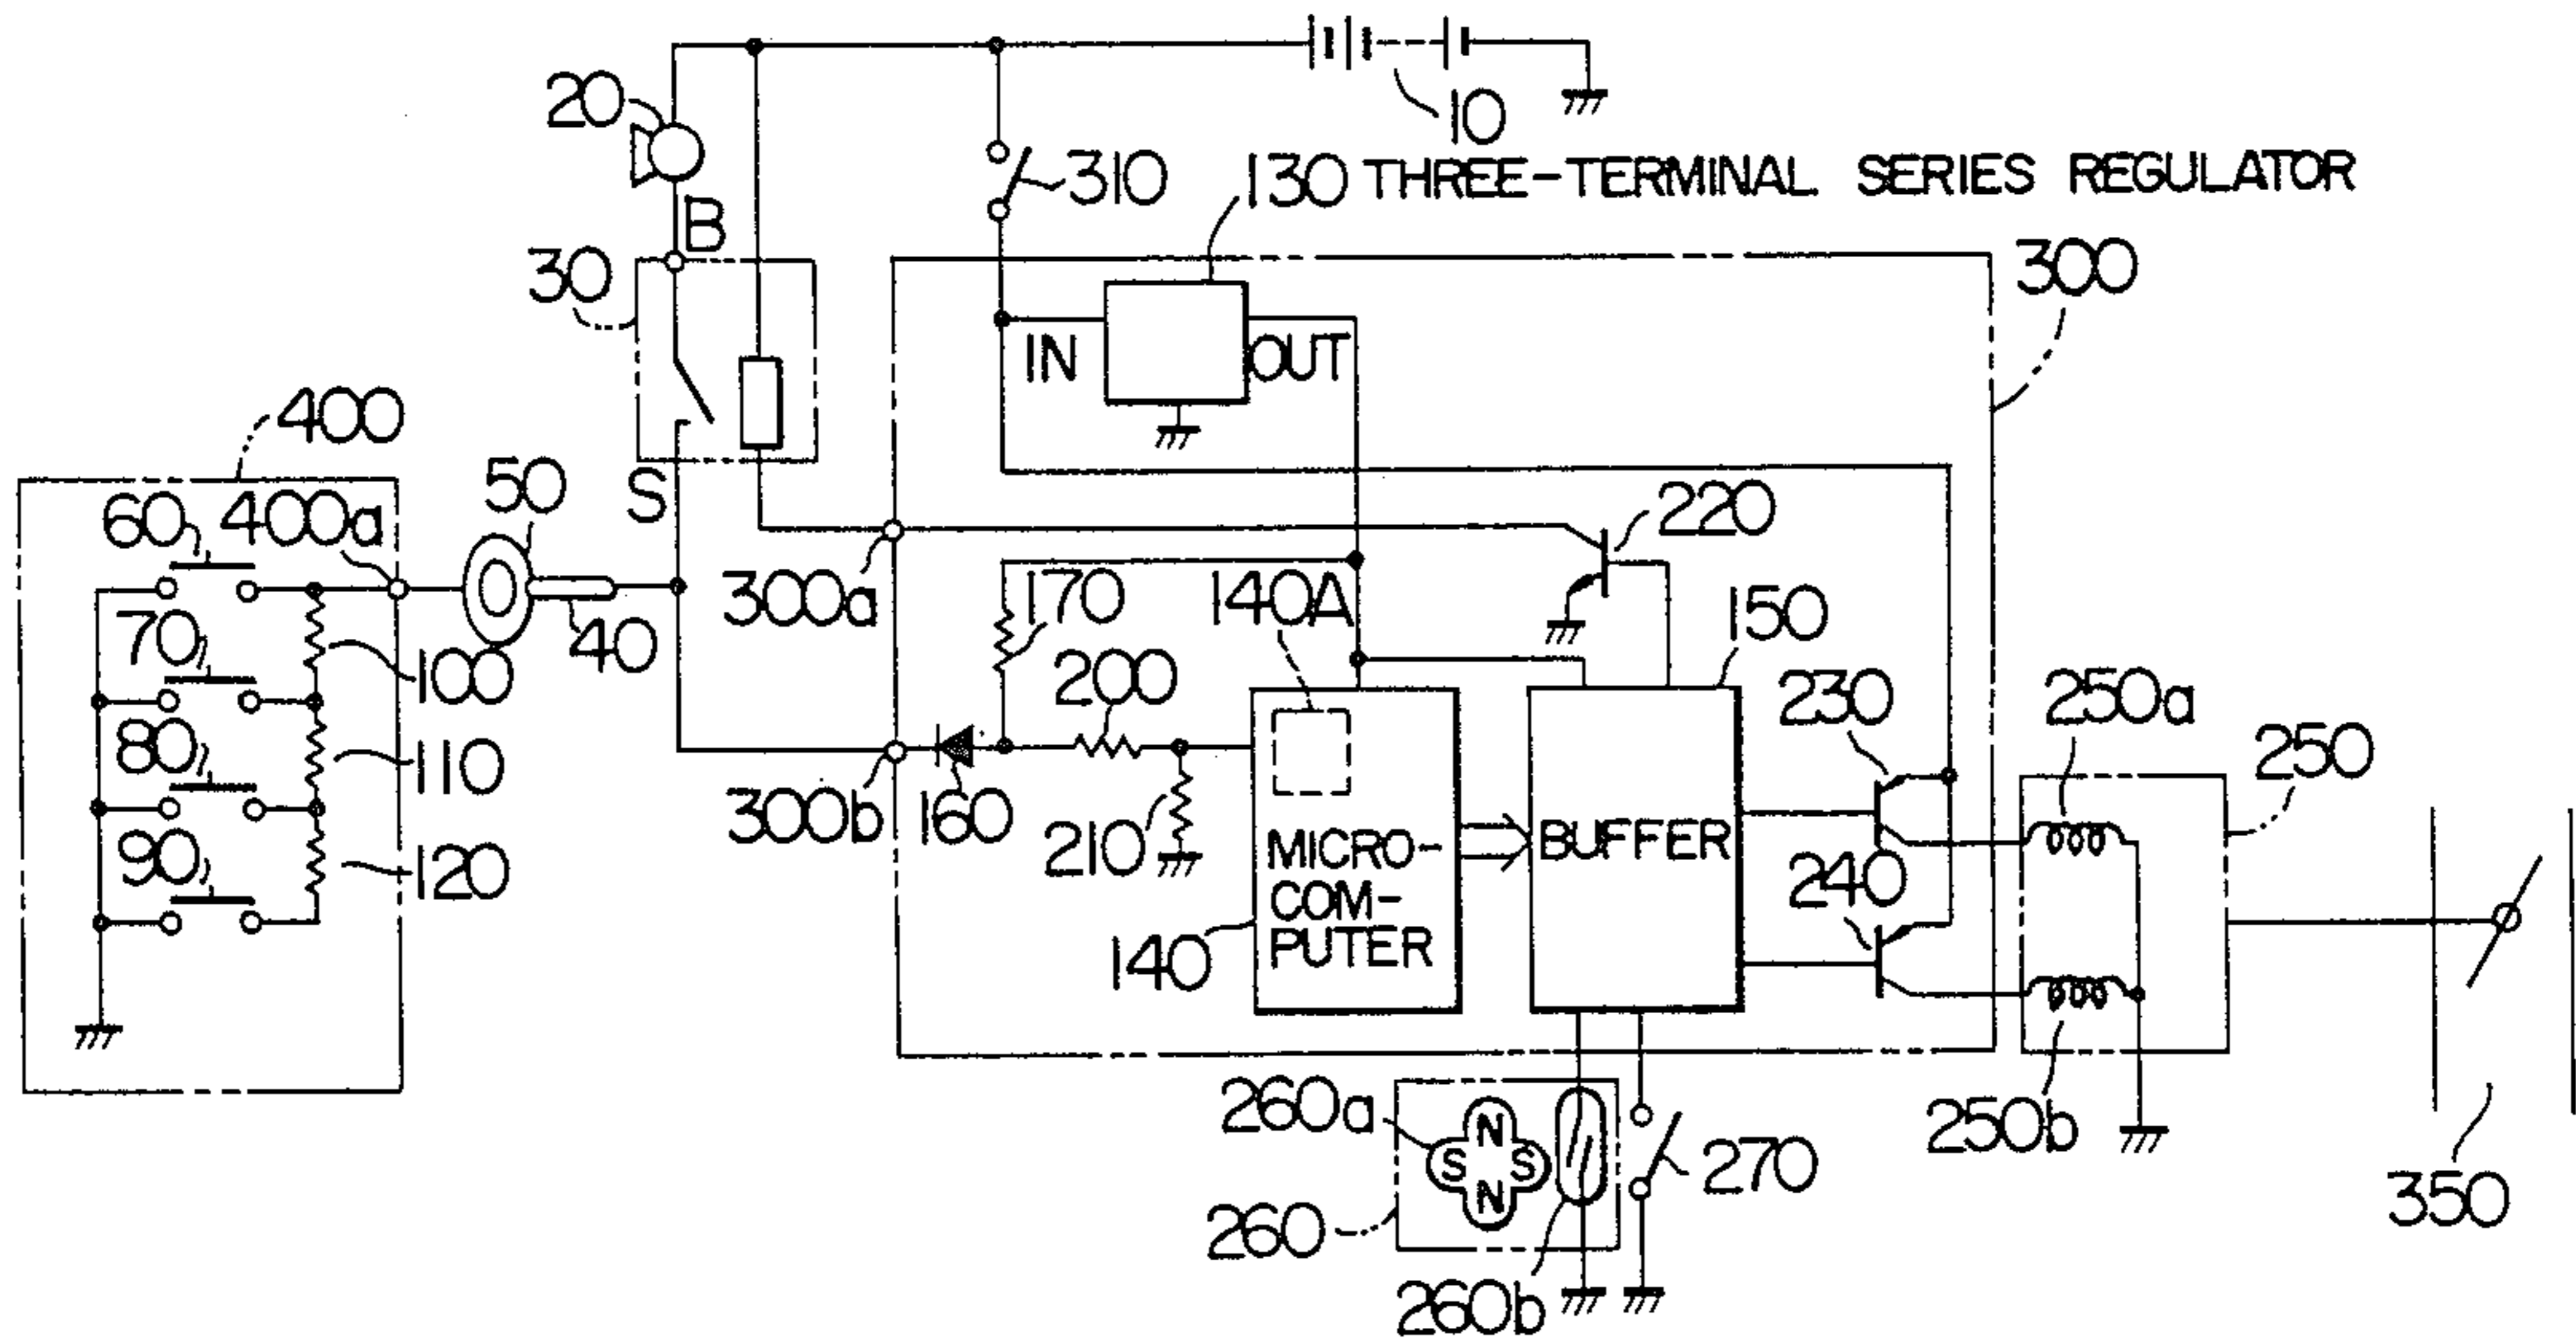 20
10
310
130 THREE-TERMINAL SERIES REGULATOR
B
30
300
IN
OUT
400
50
S
60
400a
220
300a
170
140A
150
70
40
100
200
230
250a
80
250
110
300b
160
210
MICRO-
COM-
PUTER
BUFFER
90
120
240
140
260a
N
S
S
N
250b
270
350
260
260b